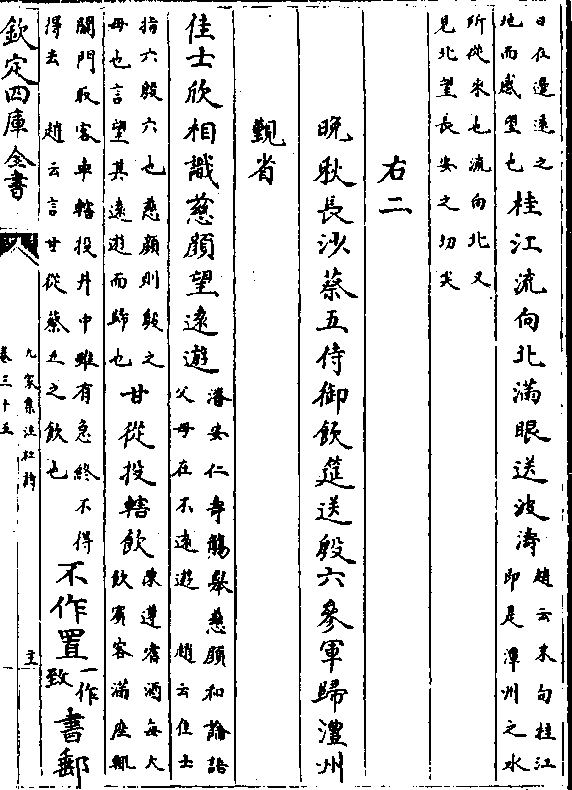 日在邊遠之
地而感望也
桂江流向北滿眼送波濤
趙云末句桂江
即是潭州之水
所從來也流向北又
見北望長安之切矣
右二
晚秋長沙蔡五侍御飲筵送殷六參軍歸澧州
覲省
佳士欣相識慈顔望遠遊
潘安仁壽觴舉慈顔和論語
父母在不遠遊 趙云佳士
指六殷六也慈顔則殷之
母也言望其遠遊而歸也
甘從投轄飲
陳遵耆酒每大
飲賓客滿座輒
關門取客車轄投井中雖有急終不得
得去 趙云言甘從蔡五之飲也
不作置
一作
致
書郵
欽定四庫全書
九家集注杜詩
卷三十五